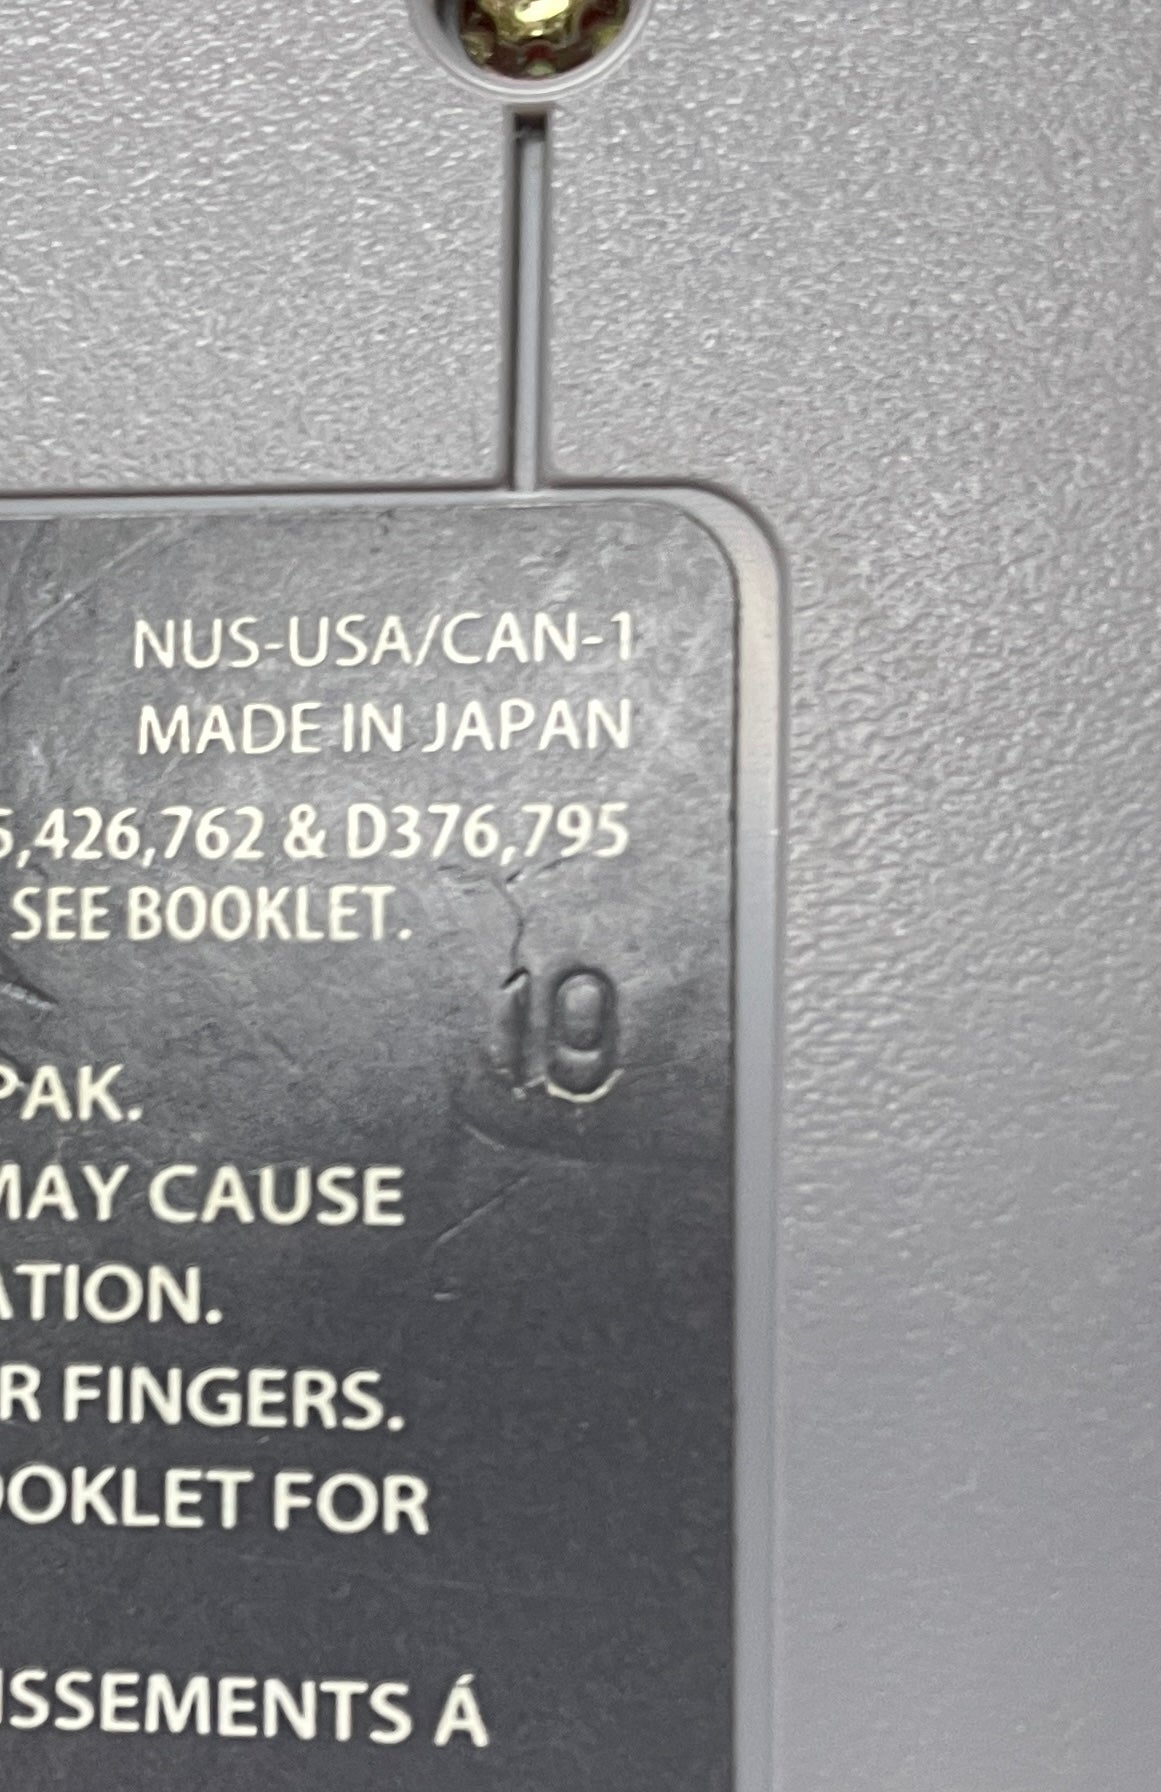 NUS-USA/CAN-1
MADE IN JAPAN
5,426,762 & D376,795
SEE BOOKLET.
19
PAK.
MAY CAUSE
ATION.
R FINGERS.
OOKLET FOR
ISSEMENTS Á